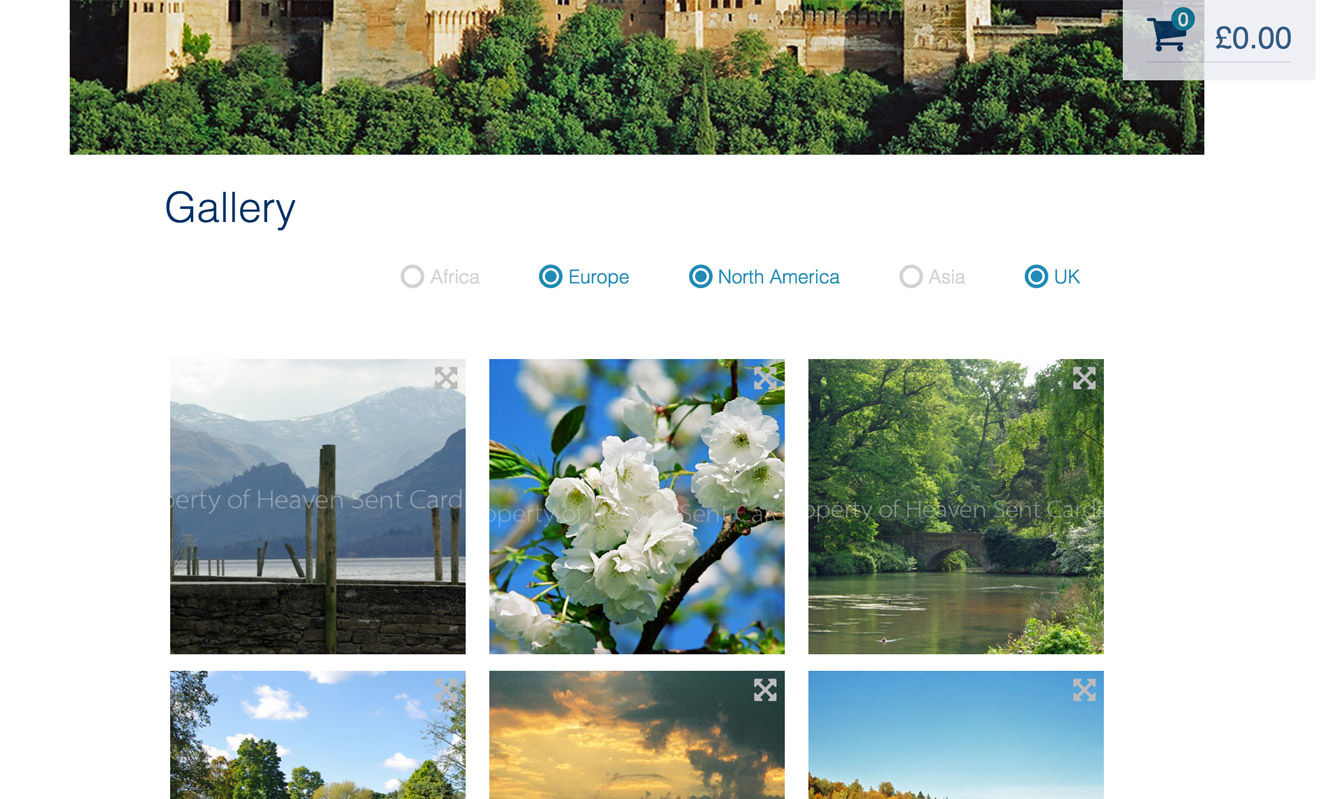 0
£0.00
Gallery
Africa
Europe
North America
Asia
UK
perty of Heaven Sent Card
operty of Heaven Sent Card
operty of Heaven Sent Card